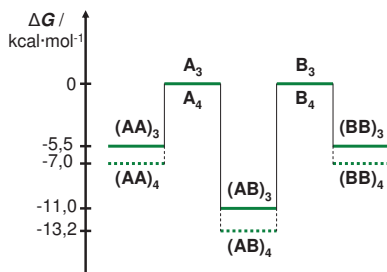 ΔG /
kcal·mol⁻¹
A₃
B₃
0
A₄
B₄
(AA)₃
(BB)₃
-5,5
-7,0
(AA)₄
(AB)₃
(BB)₄
-11,0
-13,2
(AB)₄